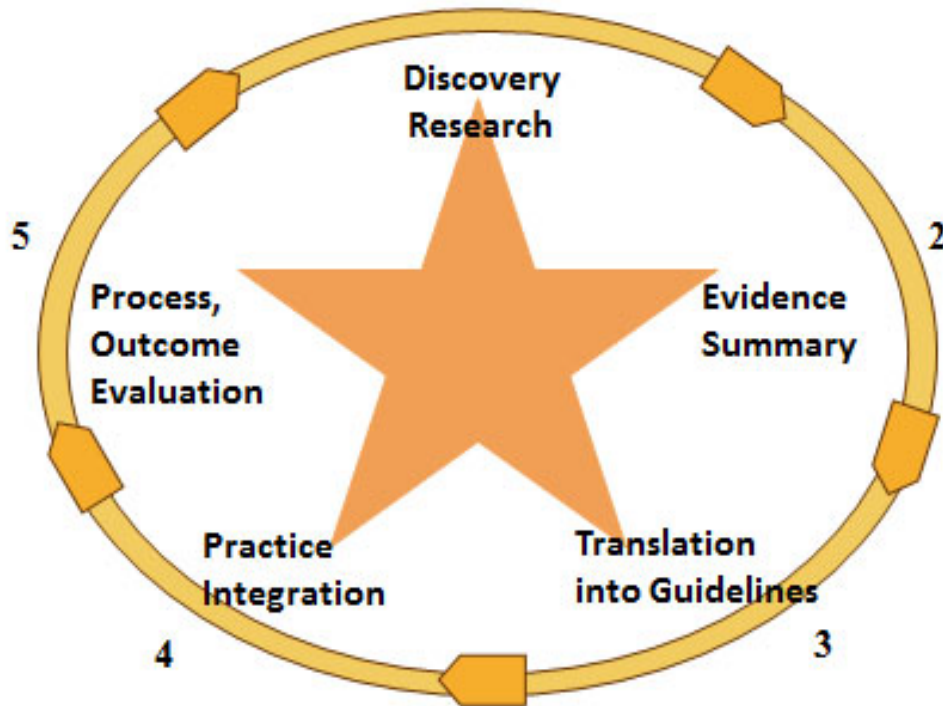 Discovery
Research
5
2
Process,
Outcome
Evaluation
Evidence
Summary
Practice
Integration
Translation
into Guidelines
4
3